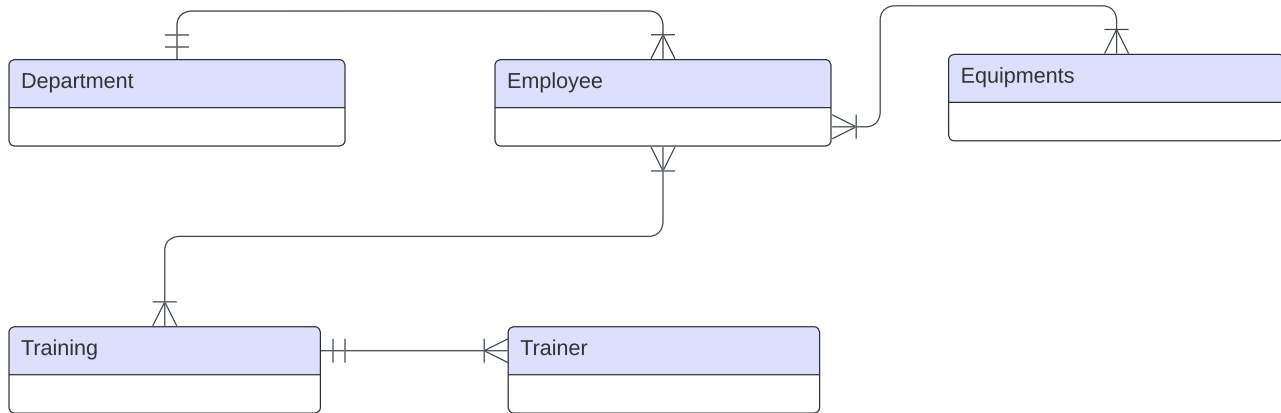 Department
Employee
Equipments
Training
Trainer